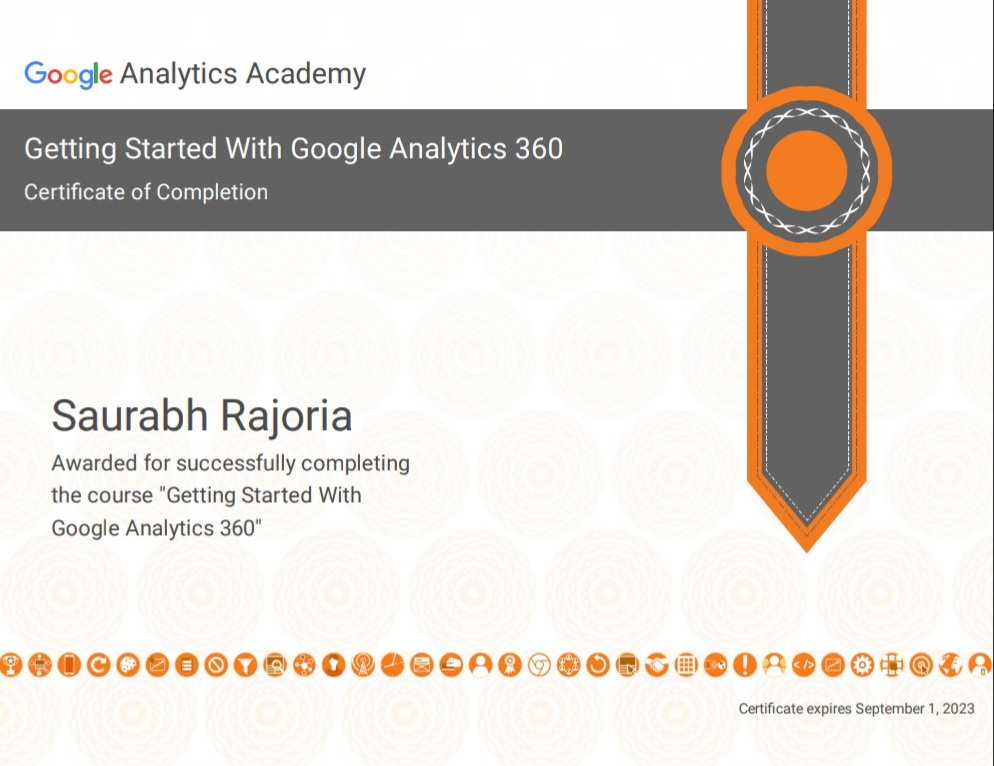 Google Analytics Academy
Getting Started With Google Analytics 360
Certificate of Completion
Saurabh Rajoria
Awarded for successfully completing
the course "Getting Started With
Google Analytics 360"
Certificate expires September 1, 2023